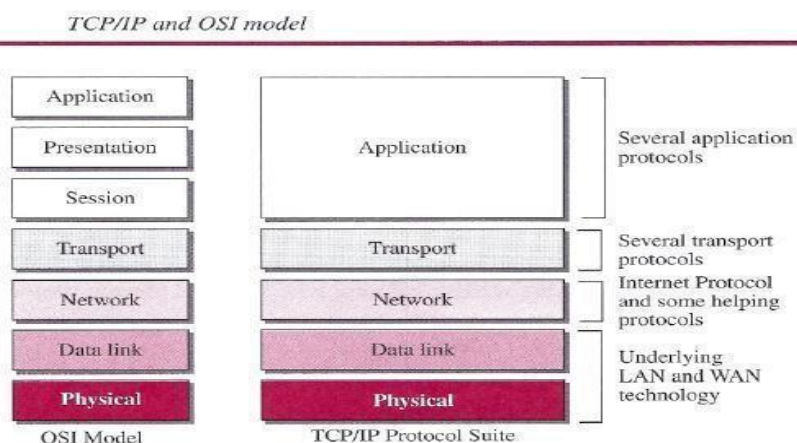 TCP/IP and OSI model
Application
Presentation
Session
Transport
Network
Data link
Physical
OSI Model
Application
Transport
Network
Data link
Physical
TCP/IP Protocol Suite
Several application
protocols
Several transport
protocols
Internet Protocol
and some helping
protocols
Underlying
LAN and WAN
technology